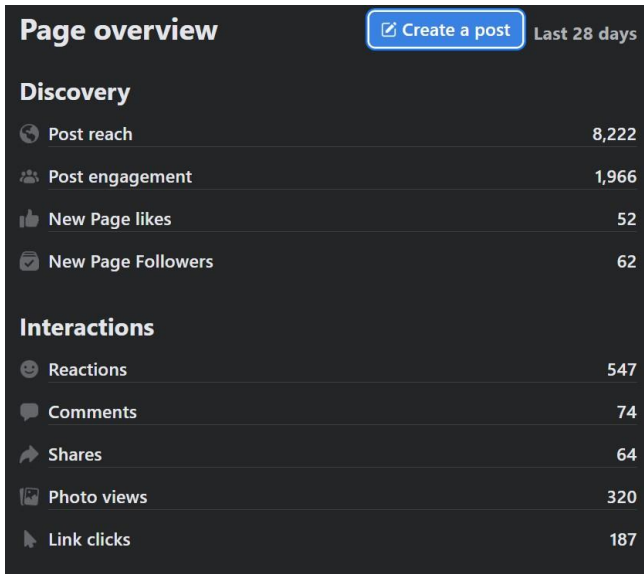 Page overview
Create a post
Last 28 days
Discovery
Post reach 8,222
Post engagement 1,966
New Page likes 52
New Page Followers 62
Interactions
Reactions 547
Comments 74
Shares 64
Photo views 320
Link clicks 187